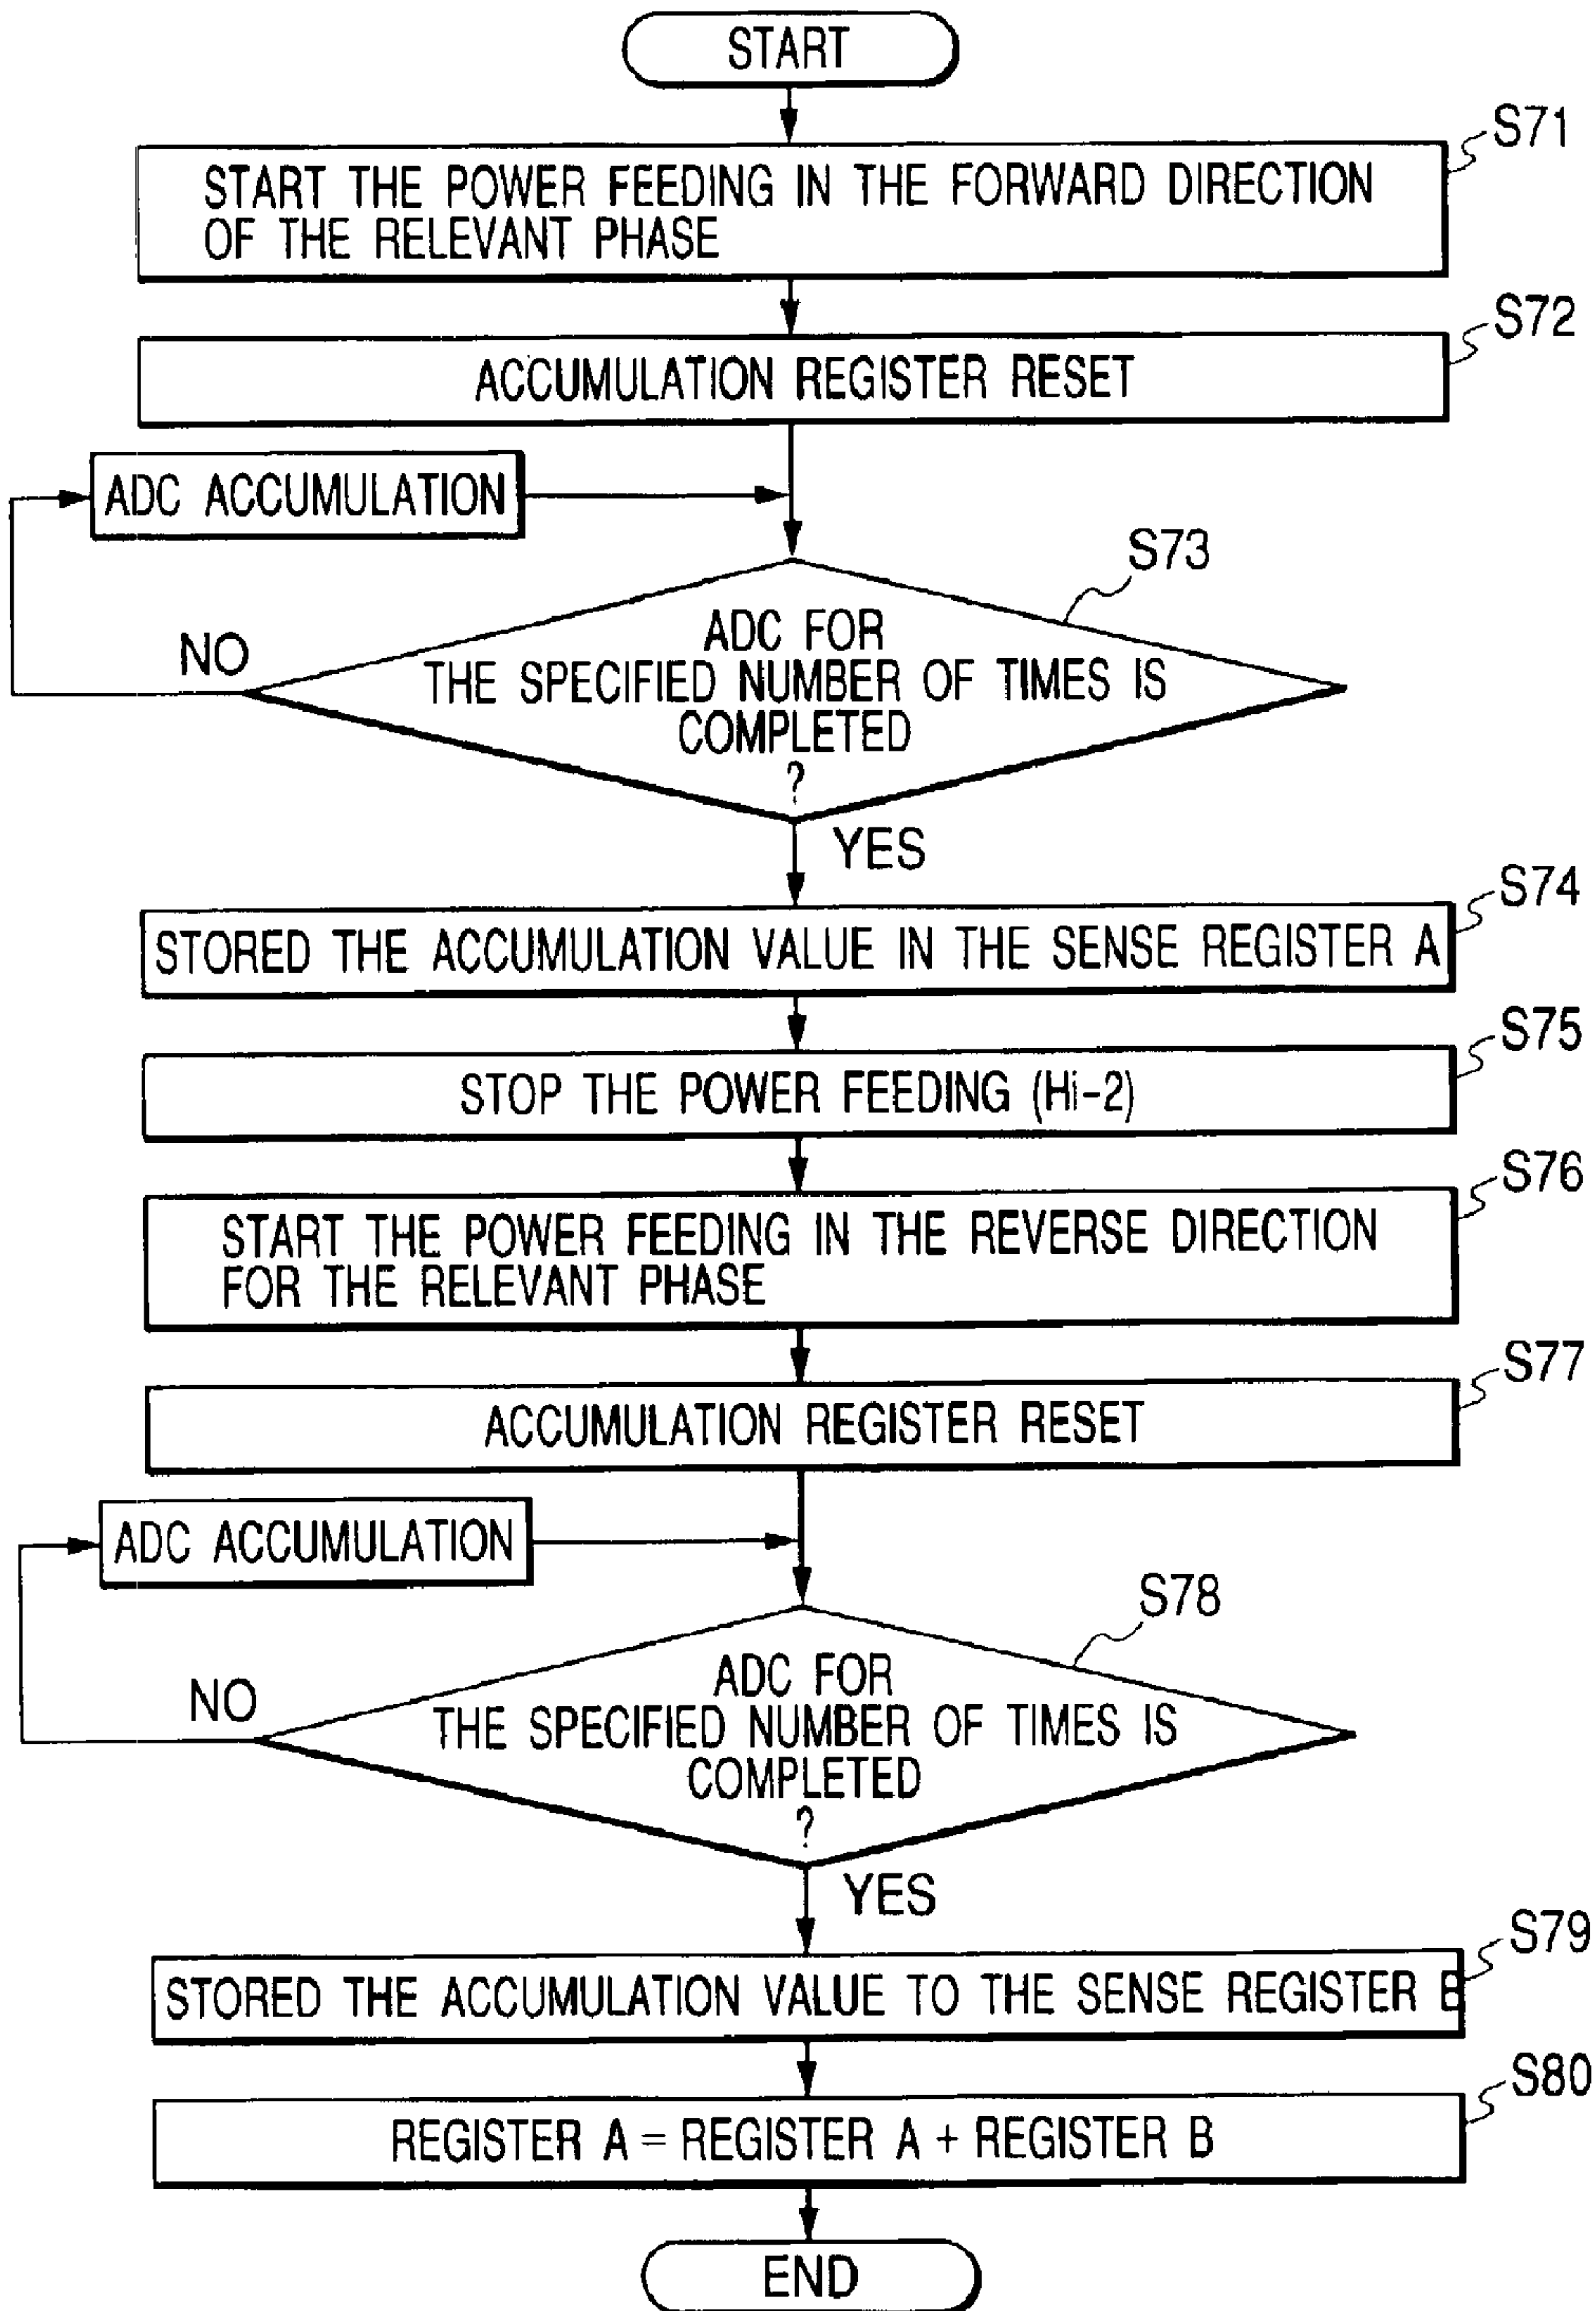 START
S71
START THE POWER FEEDING IN THE FORWARD DIRECTION
OF THE RELEVANT PHASE
S72
ACCUMULATION REGISTER RESET
ADC ACCUMULATION
S73
ADC FOR
THE SPECIFIED NUMBER OF TIMES IS
COMPLETED
?
NO
YES
S74
STORED THE ACCUMULATION VALUE IN THE SENSE REGISTER A
S75
STOP THE POWER FEEDING (Hi-2)
S76
START THE POWER FEEDING IN THE REVERSE DIRECTION
FOR THE RELEVANT PHASE
S77
ACCUMULATION REGISTER RESET
ADC ACCUMULATION
S78
ADC FOR
THE SPECIFIED NUMBER OF TIMES IS
COMPLETED
?
NO
YES
S79
STORED THE ACCUMULATION VALUE TO THE SENSE REGISTER B
S80
REGISTER A = REGISTER A + REGISTER B
END